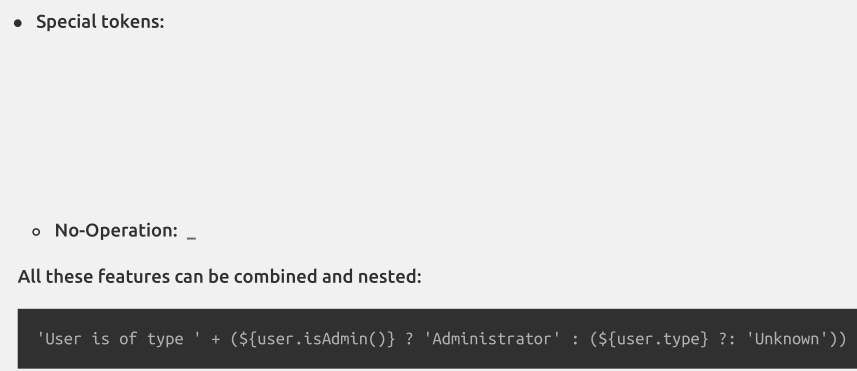 • Special tokens:
◦ No-Operation: _
All these features can be combined and nested:
'User is of type ' + (${user.isAdmin()} ? 'Administrator' : (${user.type} ?: 'Unknown'))